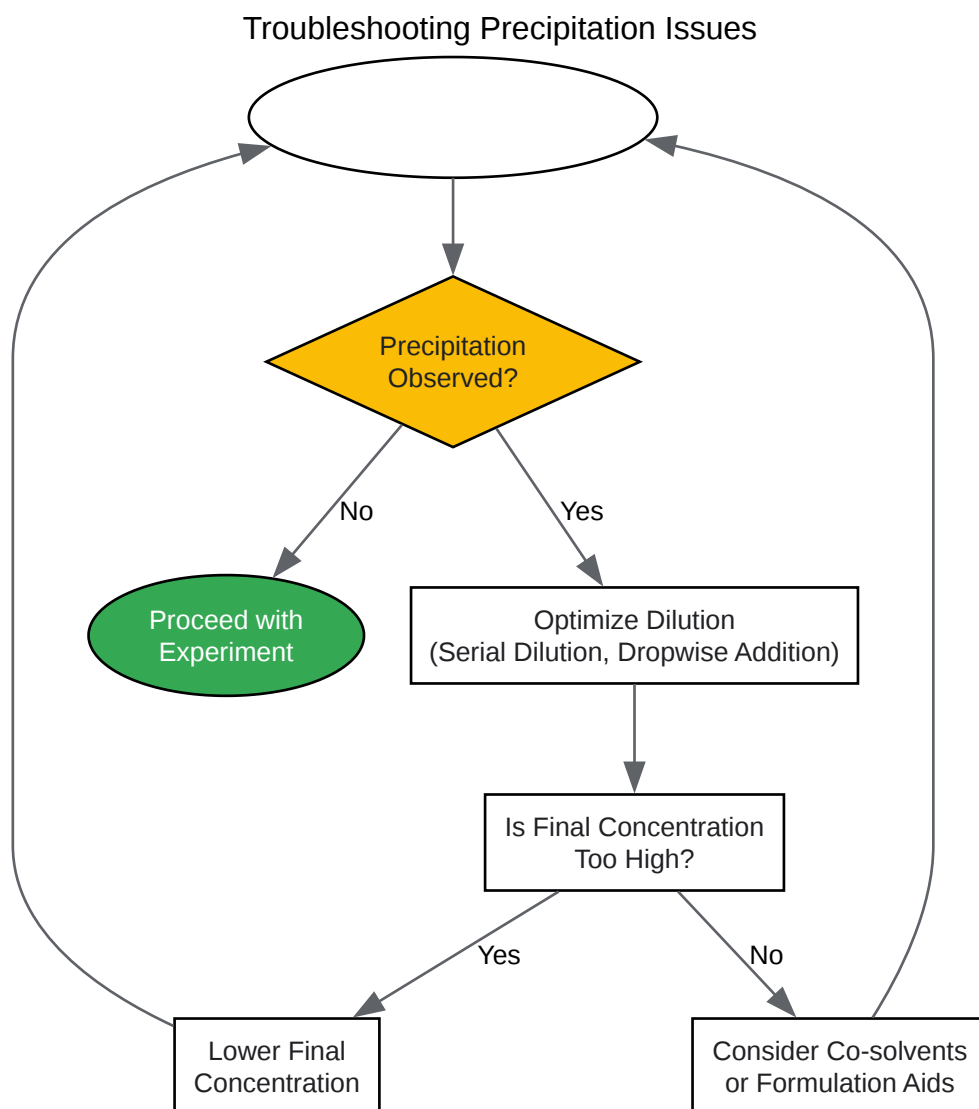 Troubleshooting Precipitation Issues
Precipitation
Observed?
No
Yes
Proceed with
Experiment
Optimize Dilution
(Serial Dilution, Dropwise Addition)
Is Final Concentration
Too High?
Yes
No
Lower Final
Concentration
Consider Co-solvents
or Formulation Aids